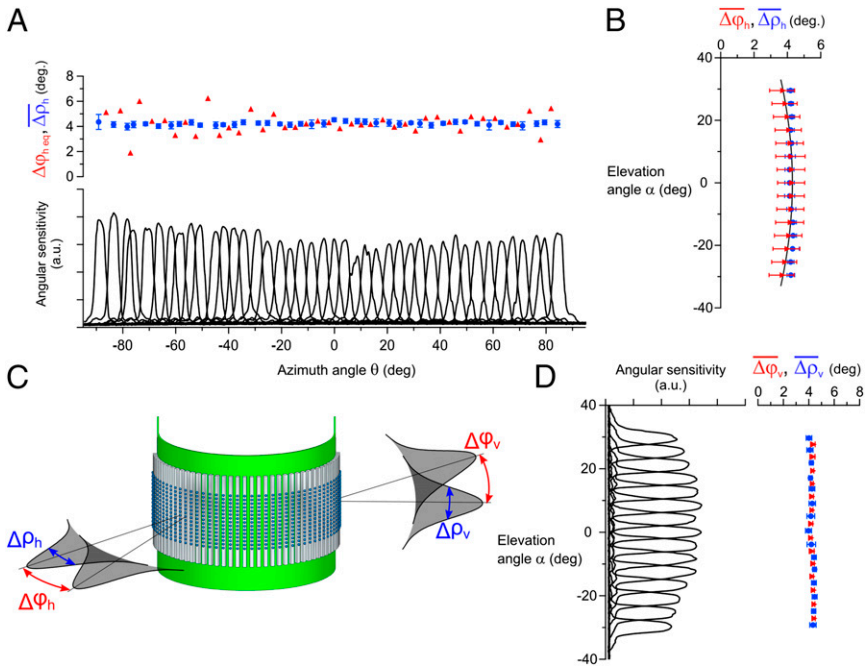 A
Δφh eq, Δρh (deg.)
8
6
4
2
0
Angular sensitivity
(a.u.)
-80 -60 -40 -20 0 20 40 60 80
Azimuth angle θ (deg)
B
Δφh, Δρh (deg.)
0 2 4 6
40
30
20
10
0
-20
-40
Elevation
angle α (deg)
C
Δρh
Δφh
Δφv
Δρv
D
Angular sensitivity
(a.u.)
Δφv, Δρv (deg)
0 2 4 6 8
40
20
0
-20
-40
Elevation
angle α (deg)